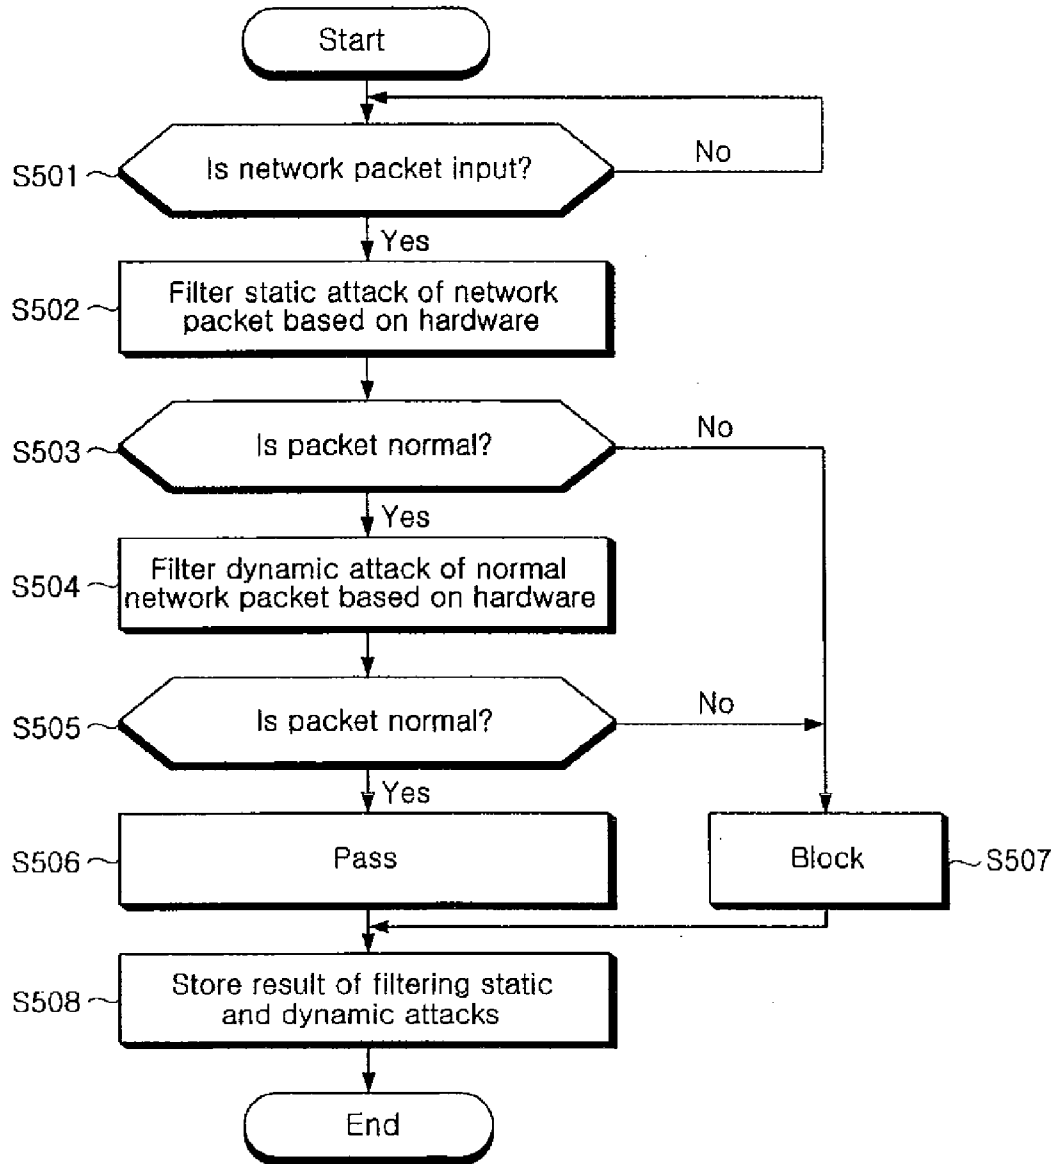 Start
S501
Is network packet input?
No
Yes
S502
Filter static attack of network
packet based on hardware
S503
Is packet normal?
No
Yes
S504
Filter dynamic attack of normal
network packet based on hardware
S505
Is packet normal?
No
Yes
S506
Pass
Block
S507
S508
Store result of filtering static
and dynamic attacks
End